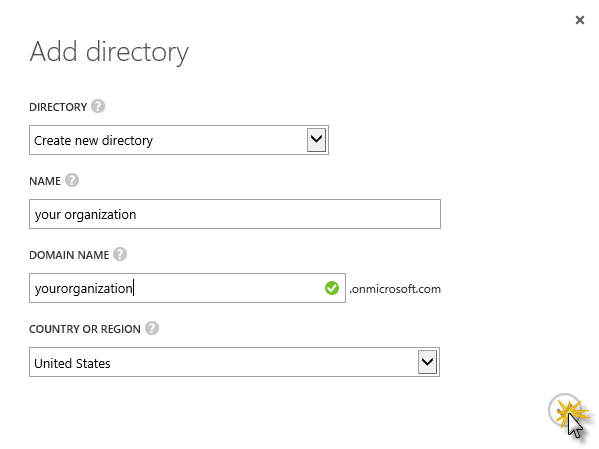 Add directory
DIRECTORY ?
Create new directory
NAME ?
your organization
DOMAIN NAME ?
yourorganization .onmicrosoft.com
COUNTRY OR REGION ?
United States